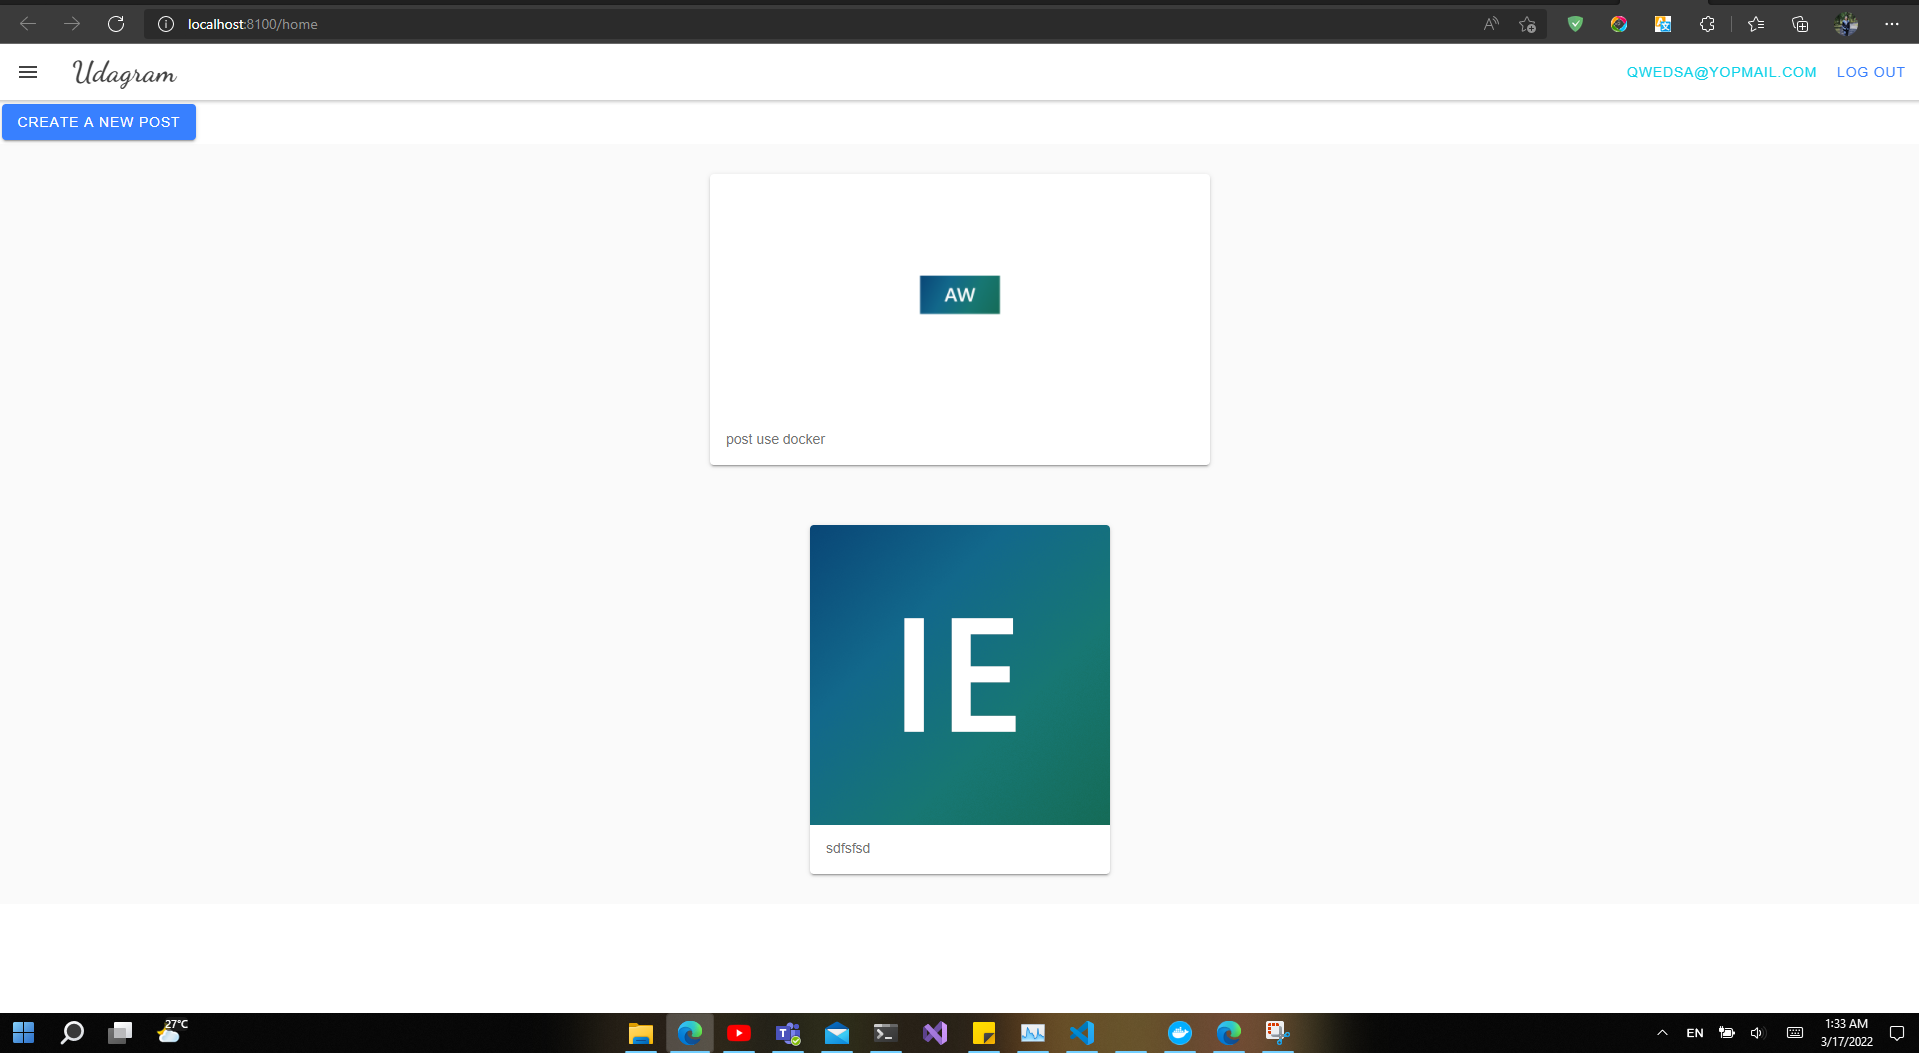 localhost:8100/home
Udagram
QWEDSA@YOPMAIL.COM LOG OUT
CREATE A NEW POST
AW
post use docker
IE
sdfsfsd
27°C
EN
1:33 AM
3/17/2022